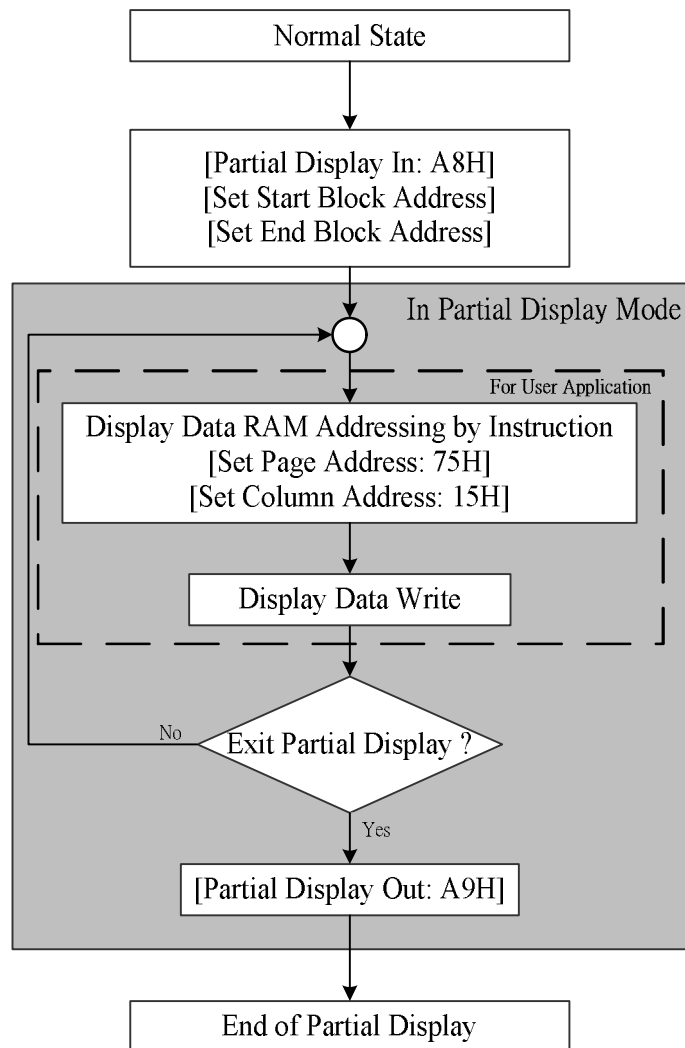 Normal State
[Partial Display In: A8H]
[Set Start Block Address]
[Set End Block Address]
In Partial Display Mode
For User Application
Display Data RAM Addressing by Instruction
[Set Page Address: 75H]
[Set Column Address: 15H]
Display Data Write
Exit Partial Display ?
No
Yes
[Partial Display Out: A9H]
End of Partial Display